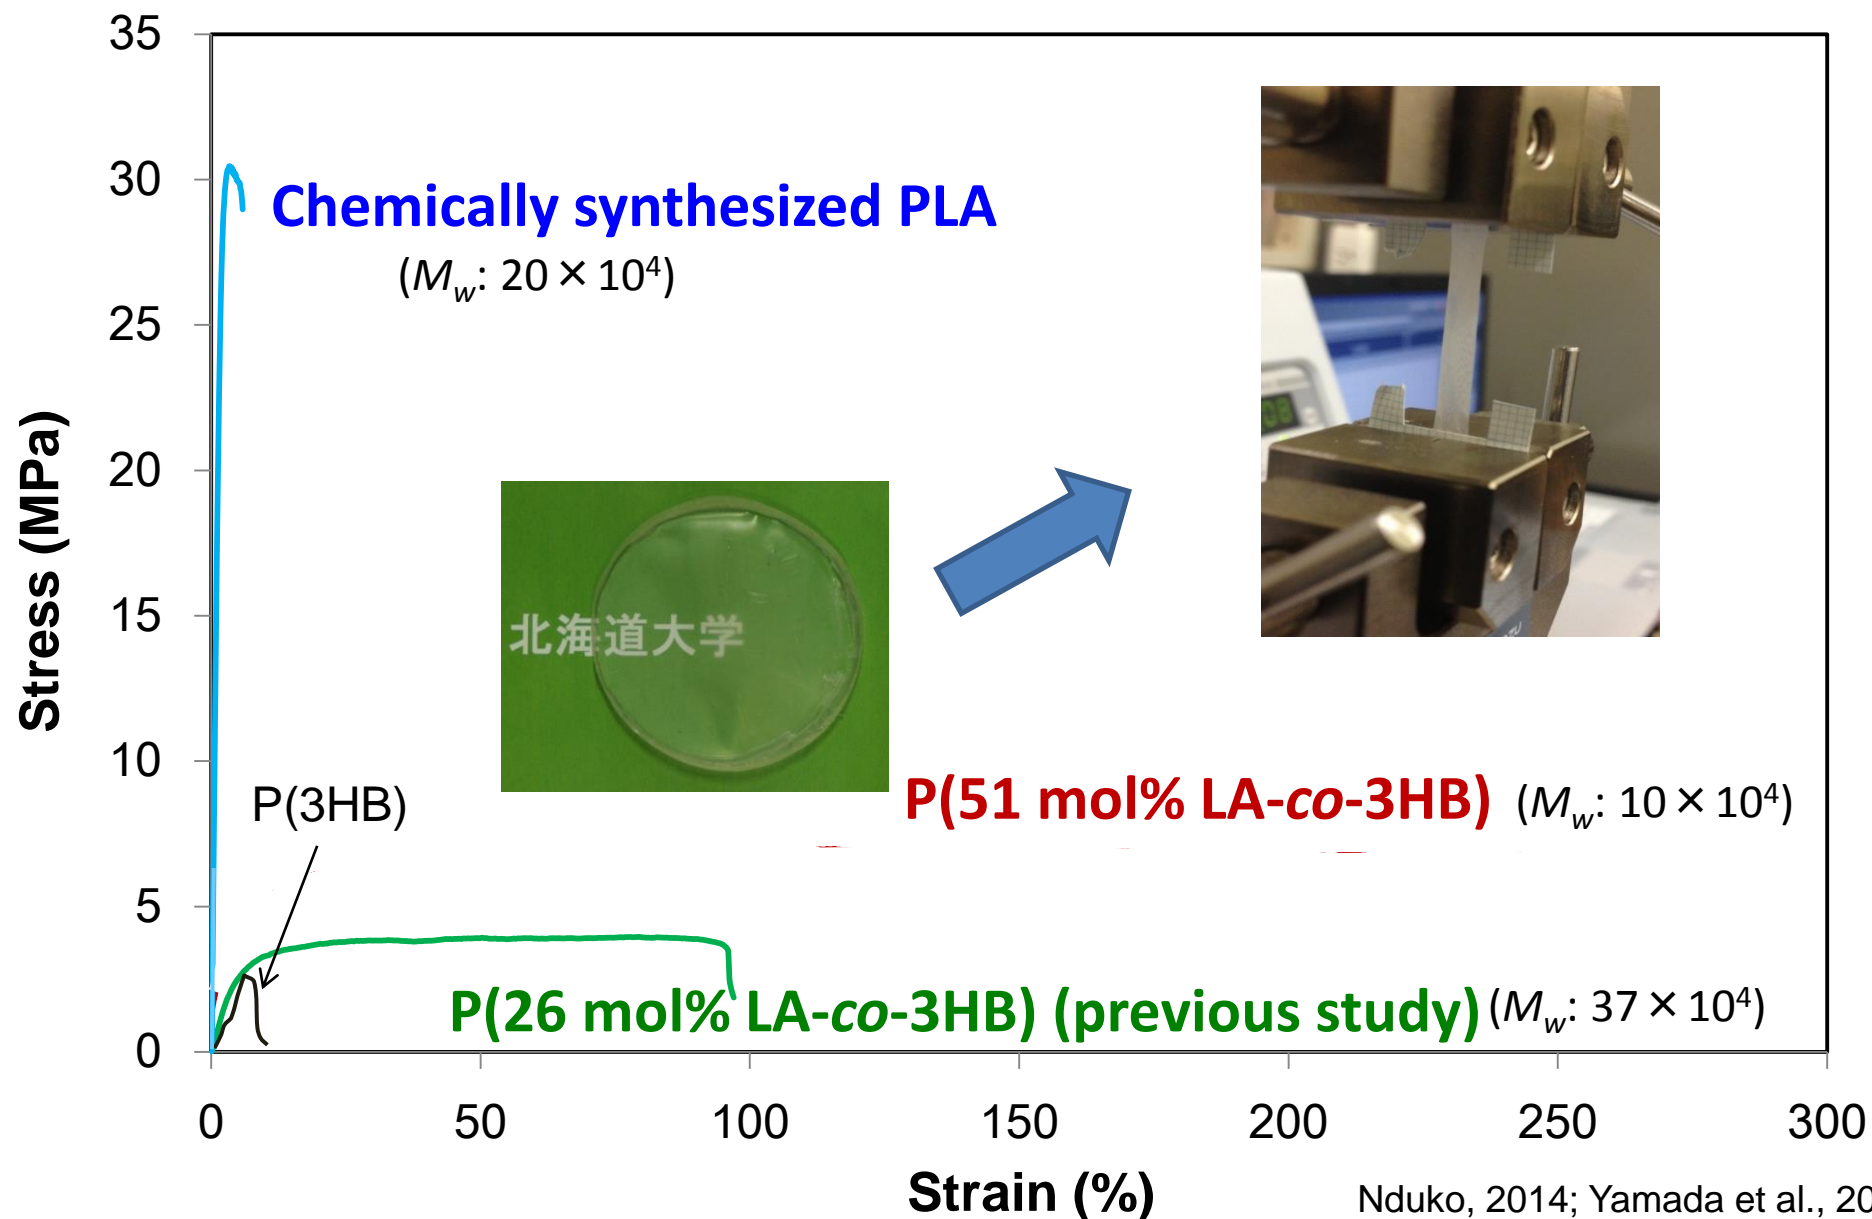 35
30
25
20
15
10
5
0
Stress (MPa)
Chemically synthesized PLA
(Mw: 20 × 10⁴)
北海道大学
08
P(3HB)
P(51 mol% LA-co-3HB) (Mw: 10 × 10⁴)
P(26 mol% LA-co-3HB) (previous study) (Mw: 37 × 10⁴)
0 50 100 150 200 250 300
Strain (%)
Nduko, 2014; Yamada et al., 20